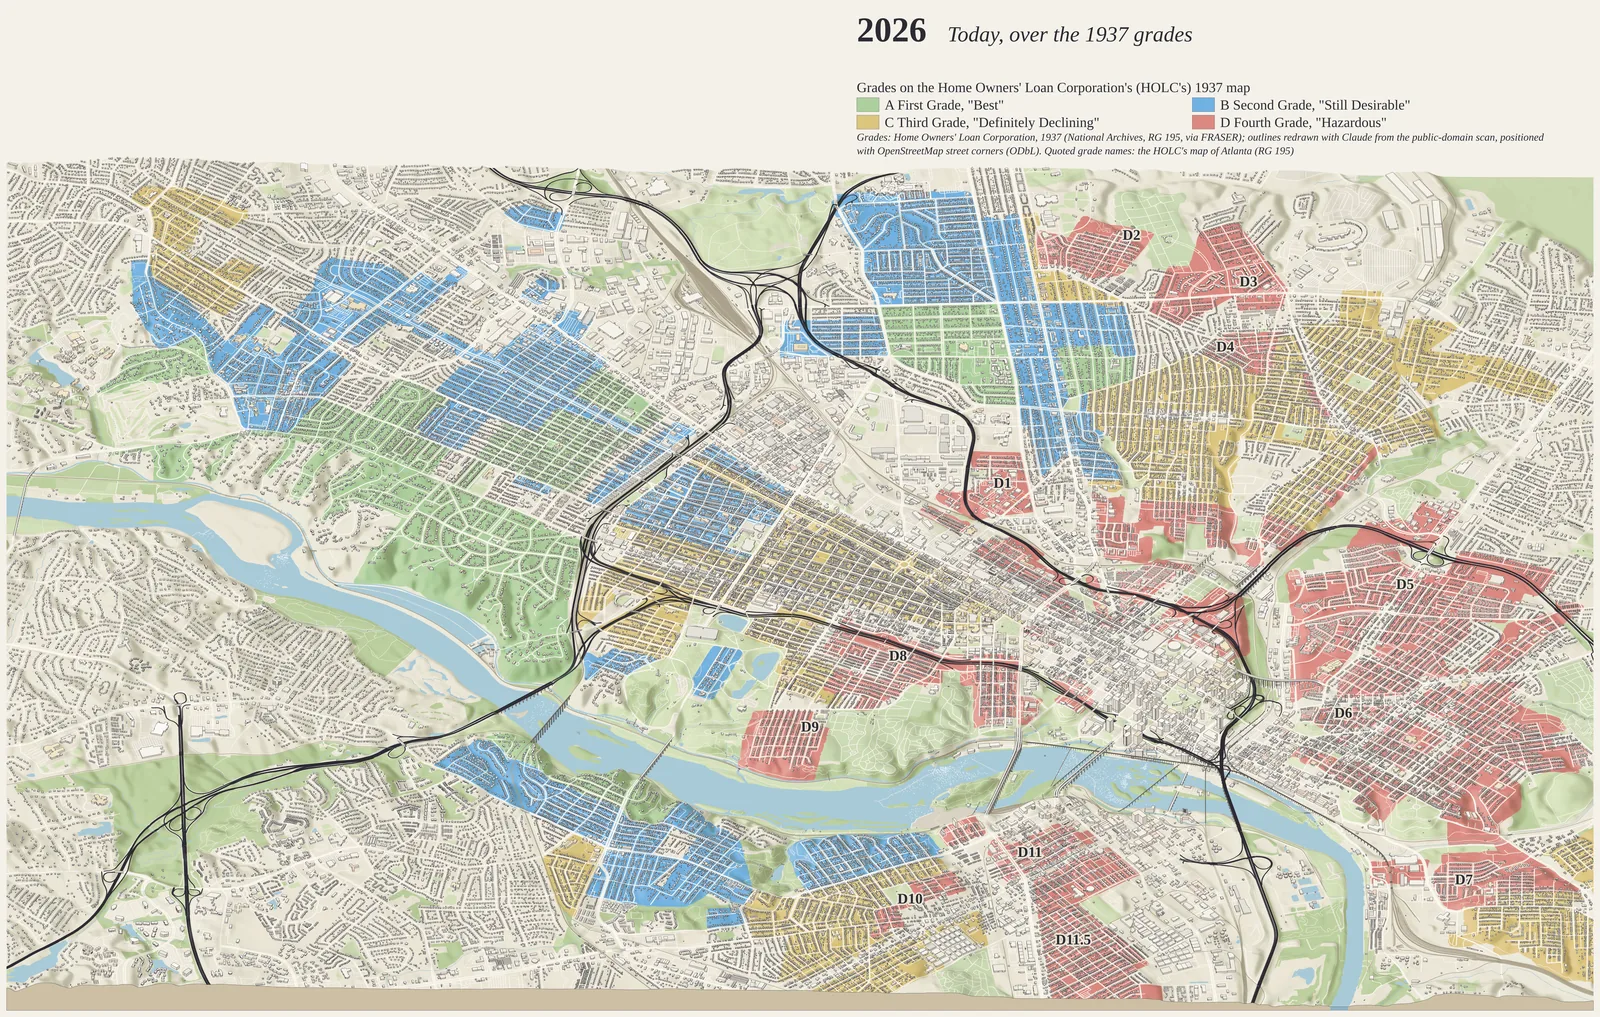 2026 Today, over the 1937 grades
Grades on the Home Owners' Loan Corporation's (HOLC's) 1937 map
A First Grade, "Best"
B Second Grade, "Still Desirable"
C Third Grade, "Definitely Declining"
D Fourth Grade, "Hazardous"
Grades: Home Owners' Loan Corporation, 1937 (National Archives, RG 195, via FRASER); outlines redrawn with Claude from the public-domain scan, positioned
with OpenStreetMap street corners (ODbL). Quoted grade names: the HOLC's map of Atlanta (RG 195)
D2
D3
D4
D1
D5
D8
D6
D9
D11
D7
D10
D11.5